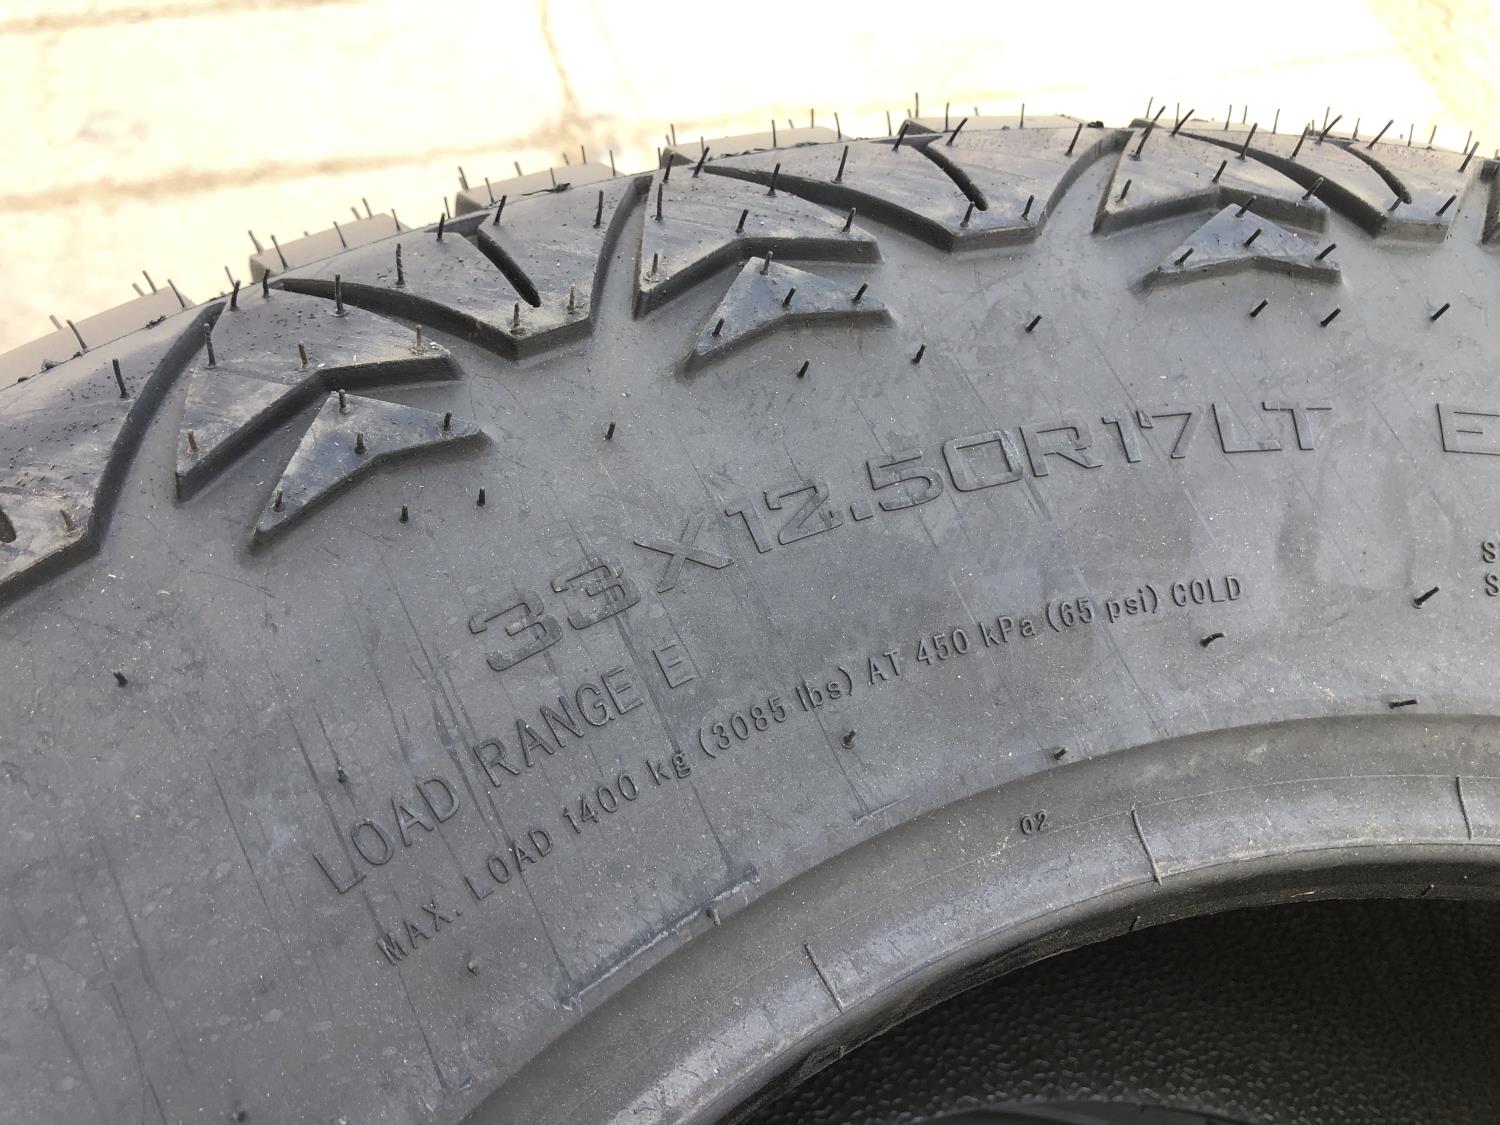 33X12.50R17LT E
LOAD RANGE E
MAX. LOAD 1400 kg (3085 lbs) AT 450 kPa (65 psi) COLD
02